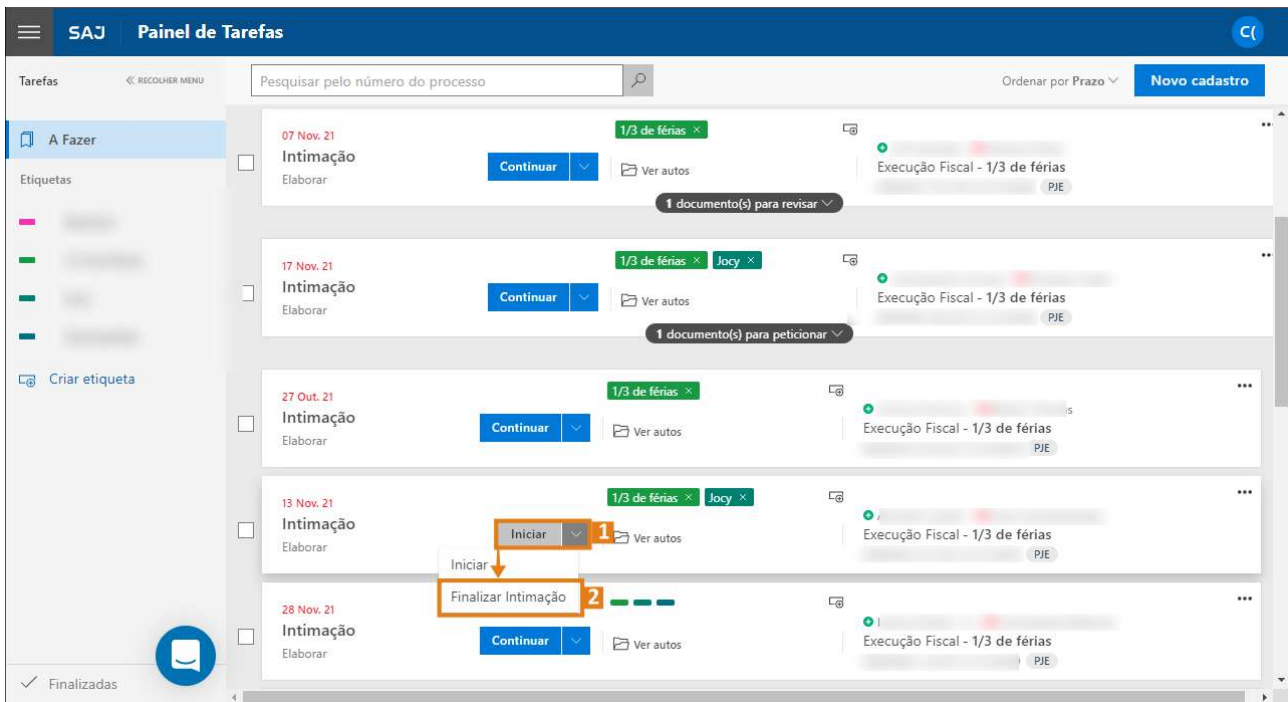 SAJ Painel de Tarefas C(
Tarefas RECOLHER MENU Pesquisar pelo número do processo Ordenar por Prazo Novo cadastro
A Fazer
Etiquetas
Criar etiqueta
Finalizadas
07 Nov. 21
Intimação
Elaborar
Continuar
1/3 de férias ×
Ver autos
Execução Fiscal - 1/3 de férias
PJE
1 documento(s) para revisar
17 Nov. 21
Intimação
Elaborar
Continuar
1/3 de férias × Jocy ×
Ver autos
Execução Fiscal - 1/3 de férias
PJE
1 documento(s) para peticionar
27 Out. 21
Intimação
Elaborar
Continuar
1/3 de férias ×
Ver autos
Execução Fiscal - 1/3 de férias
PJE
13 Nov. 21
Intimação
Elaborar
Iniciar 1
1/3 de férias × Jocy ×
Ver autos
Execução Fiscal - 1/3 de férias
PJE
Iniciar
Finalizar Intimação 2
28 Nov. 21
Intimação
Elaborar
Continuar
Ver autos
Execução Fiscal - 1/3 de férias
PJE